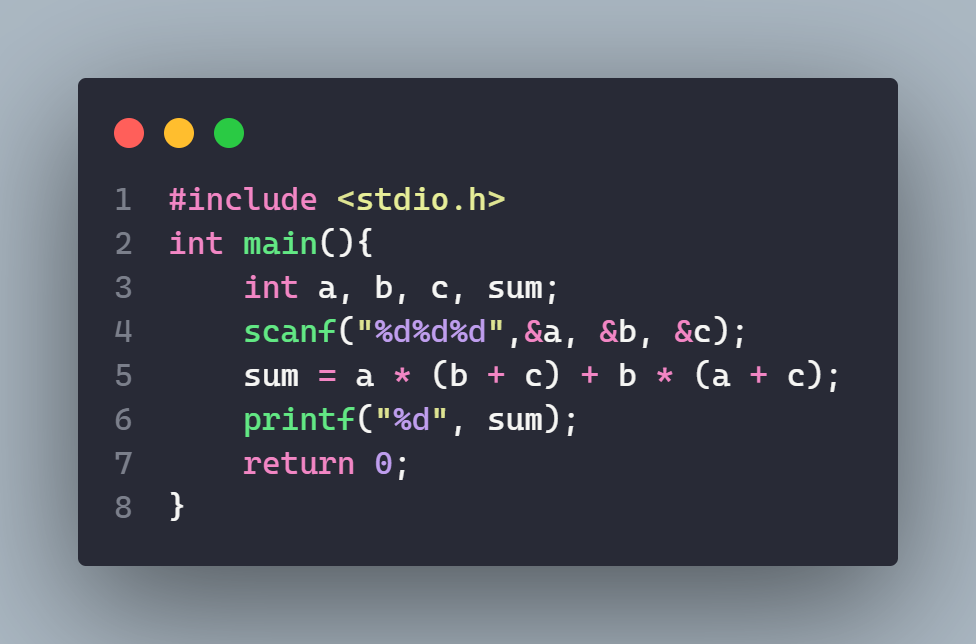 1 #include <stdio.h>
2 int main(){
3     int a, b, c, sum;
4     scanf("%d%d%d",&a, &b, &c);
5     sum = a * (b + c) + b * (a + c);
6     printf("%d", sum);
7     return 0;
8 }